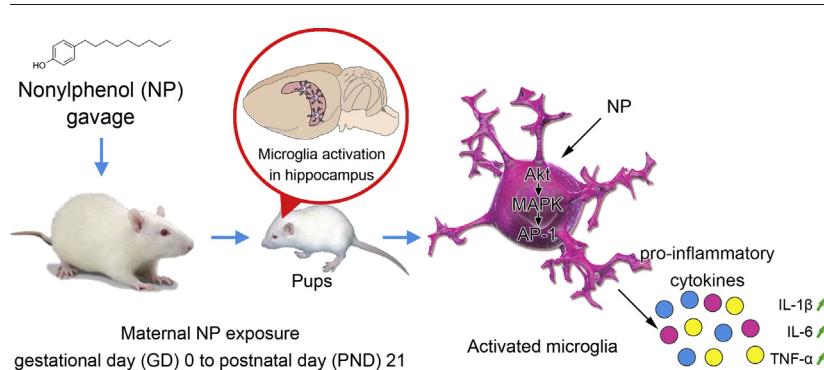 HO
Nonylphenol (NP)
gavage
Microglia activation
in hippocampus
Pups
Maternal NP exposure
gestational day (GD) 0 to postnatal day (PND) 21
NP
Akt
MAPK
AP-1
Activated microglia
pro-inflammatory
cytokines
IL-1β
IL-6
TNF-α